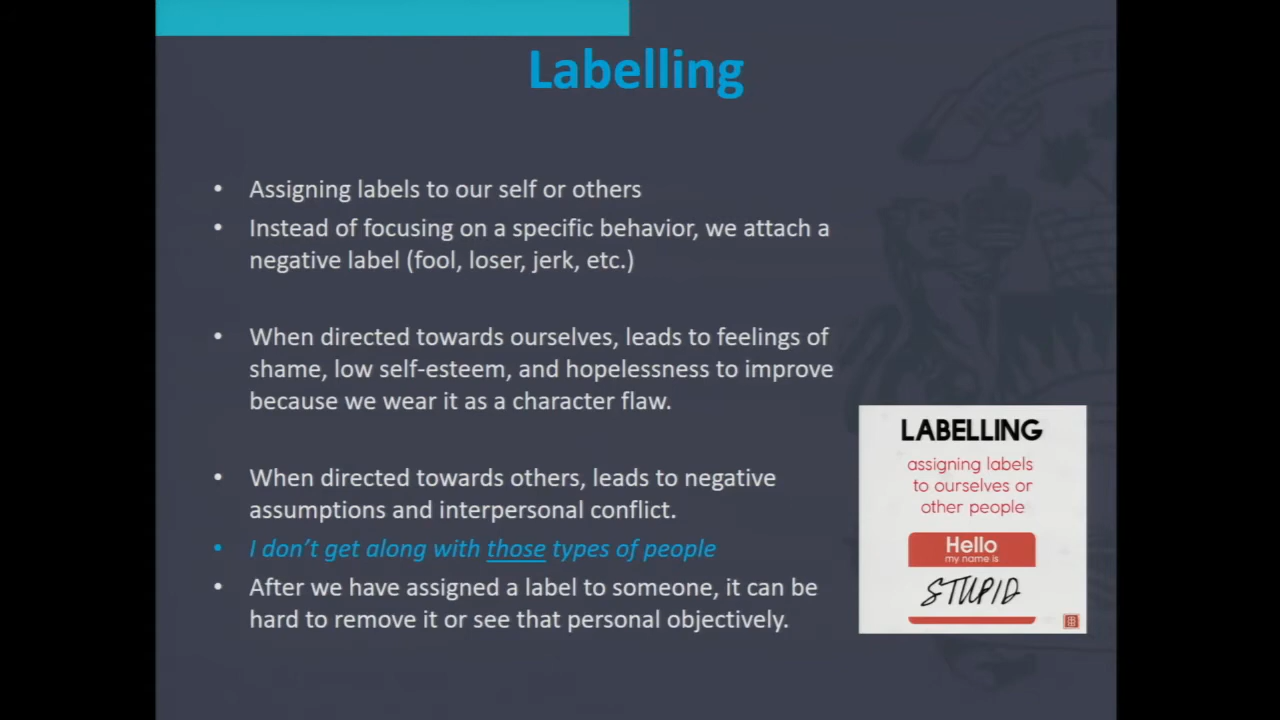 Labelling
• Assigning labels to our self or others
• Instead of focusing on a specific behavior, we attach a
negative label (fool, loser, jerk, etc.)
• When directed towards ourselves, leads to feelings of
shame, low self-esteem, and hopelessness to improve
because we wear it as a character flaw.
• When directed towards others, leads to negative
assumptions and interpersonal conflict.
• I don’t get along with those types of people
• After we have assigned a label to someone, it can be
hard to remove it or see that personal objectively.
LABELLING
assigning labels
to ourselves or
other people
Hello
my name is
STUPID